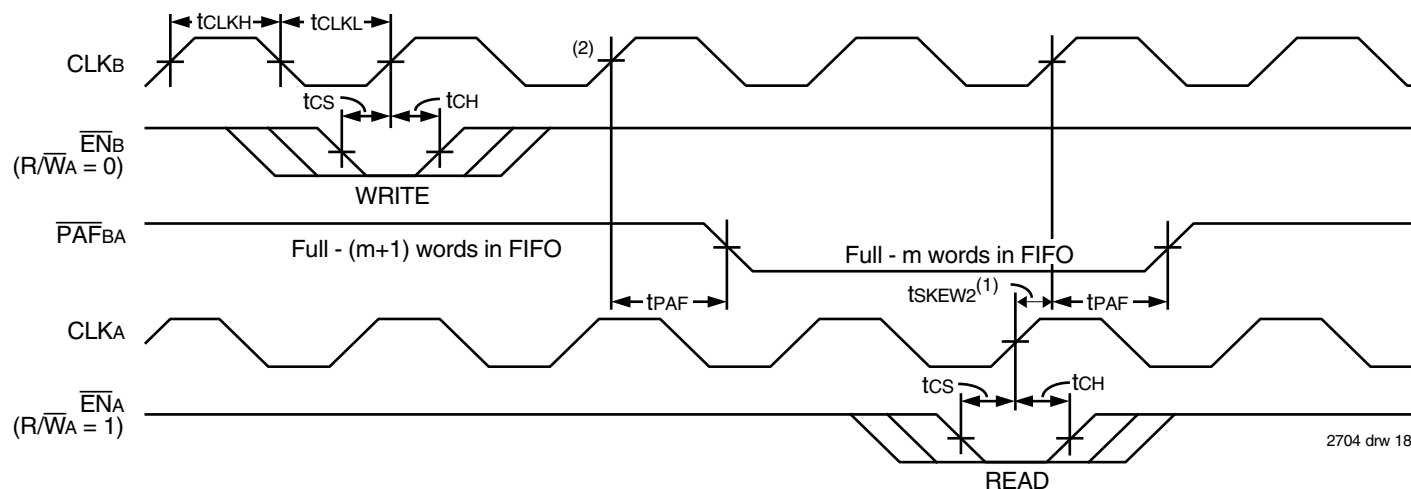 tCLKH tCLKL
CLKB
(2)
tCS tCH
ENB
(R/WA = 0)
WRITE
PAFBA
Full - (m+1) words in FIFO
Full - m words in FIFO
tPAF
tSKEW2(1)
tPAF
CLKA
tCS tCH
ENA
(R/WA = 1)
2704 drw 18
READ